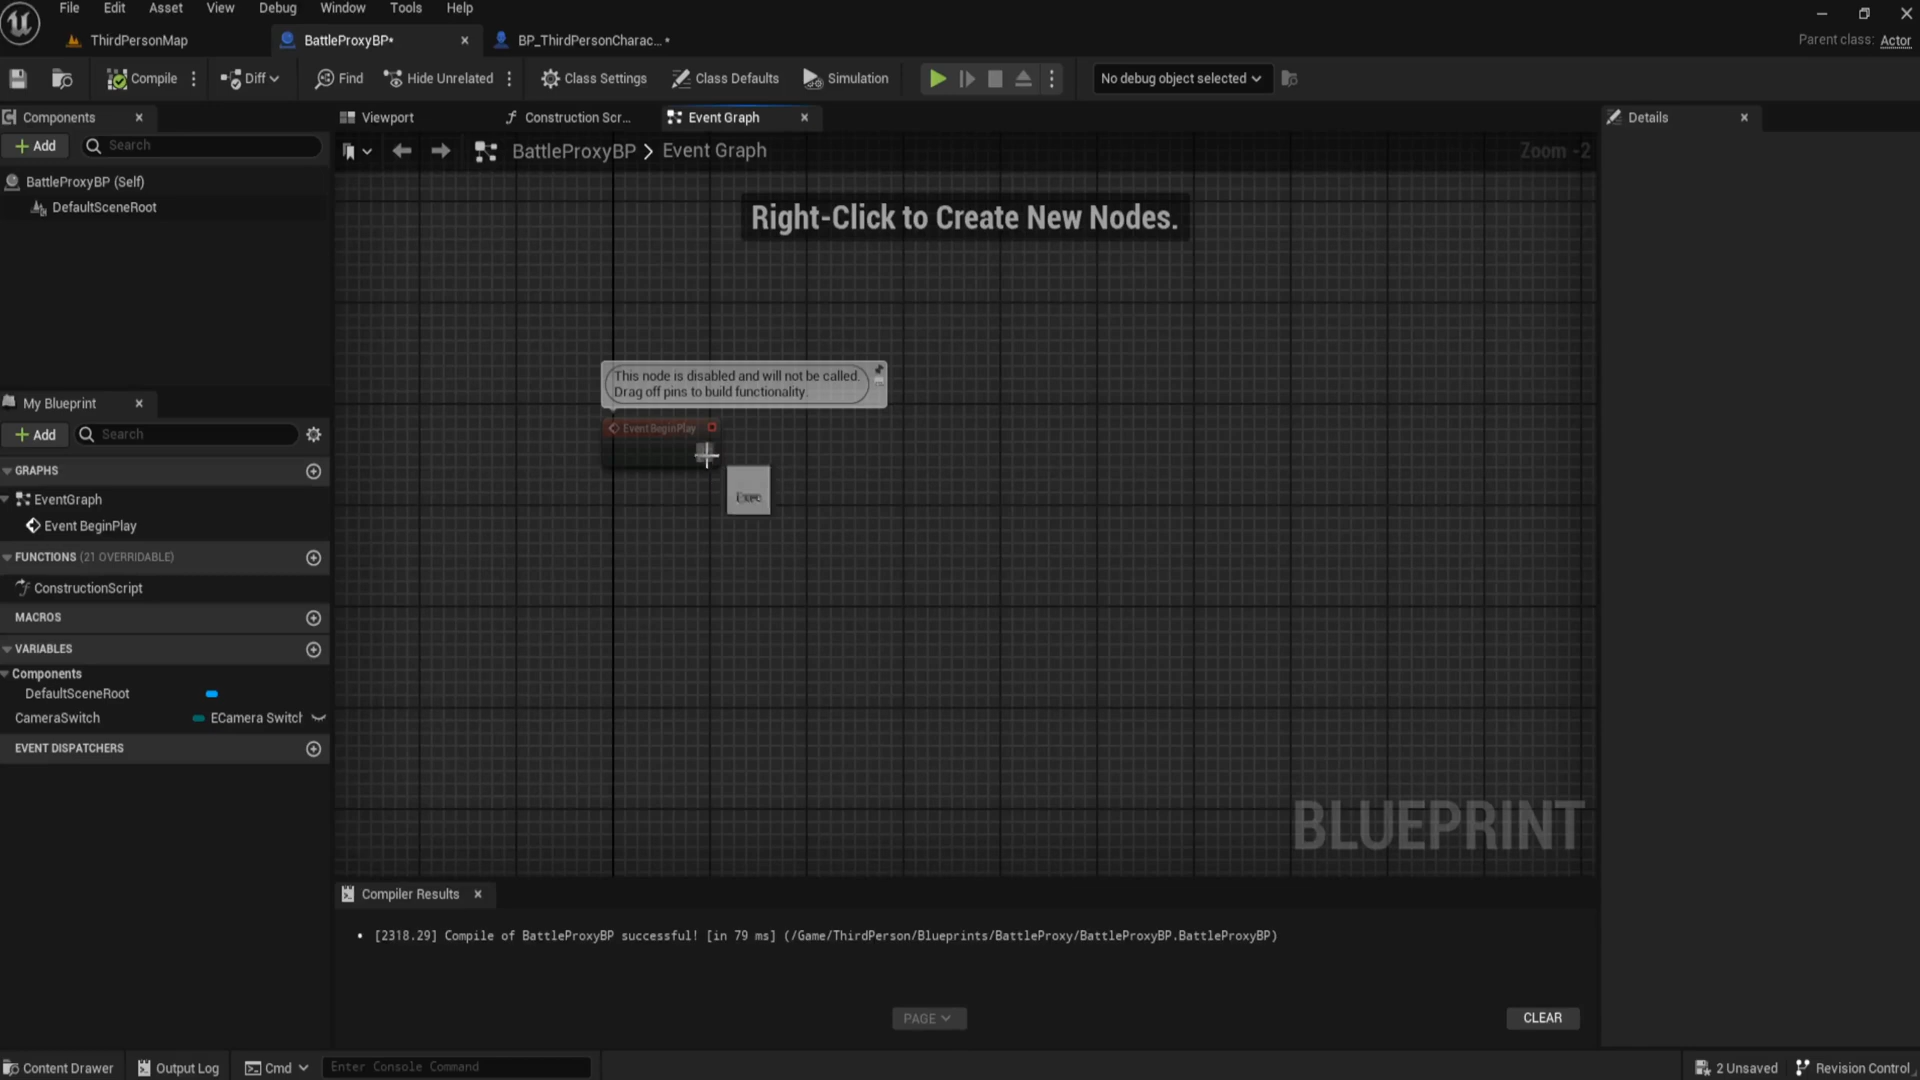 File Edit Asset View Debug Window Tools Help
ThirdPersonMap
BattleProxyBP*
BP_ThirdPersonCharac... *
Parent class: Actor
Compile
Diff
Find
Hide Unrelated
Class Settings
Class Defaults
Simulation
No debug object selected
Components
Add
Search
BattleProxyBP (Self)
DefaultSceneRoot
Viewport
Construction Scr...
Event Graph
BattleProxyBP > Event Graph
Zoom -2
Right-Click to Create New Nodes.
This node is disabled and will not be called.
Drag off pins to build functionality.
Event BeginPlay
Exec
BLUEPRINT
My Blueprint
Add
Search
GRAPHS
EventGraph
Event BeginPlay
FUNCTIONS (21 OVERRIDABLE)
ConstructionScript
MACROS
VARIABLES
Components
DefaultSceneRoot
CameraSwitch
ECamera Switch
EVENT DISPATCHERS
Details
Compiler Results
• [2318.29] Compile of BattleProxyBP successful! [in 79 ms] (/Game/ThirdPerson/Blueprints/BattleProxy/BattleProxyBP.BattleProxyBP)
PAGE
CLEAR
Content Drawer
Output Log
Cmd
Enter Console Command
2 Unsaved
Revision Control